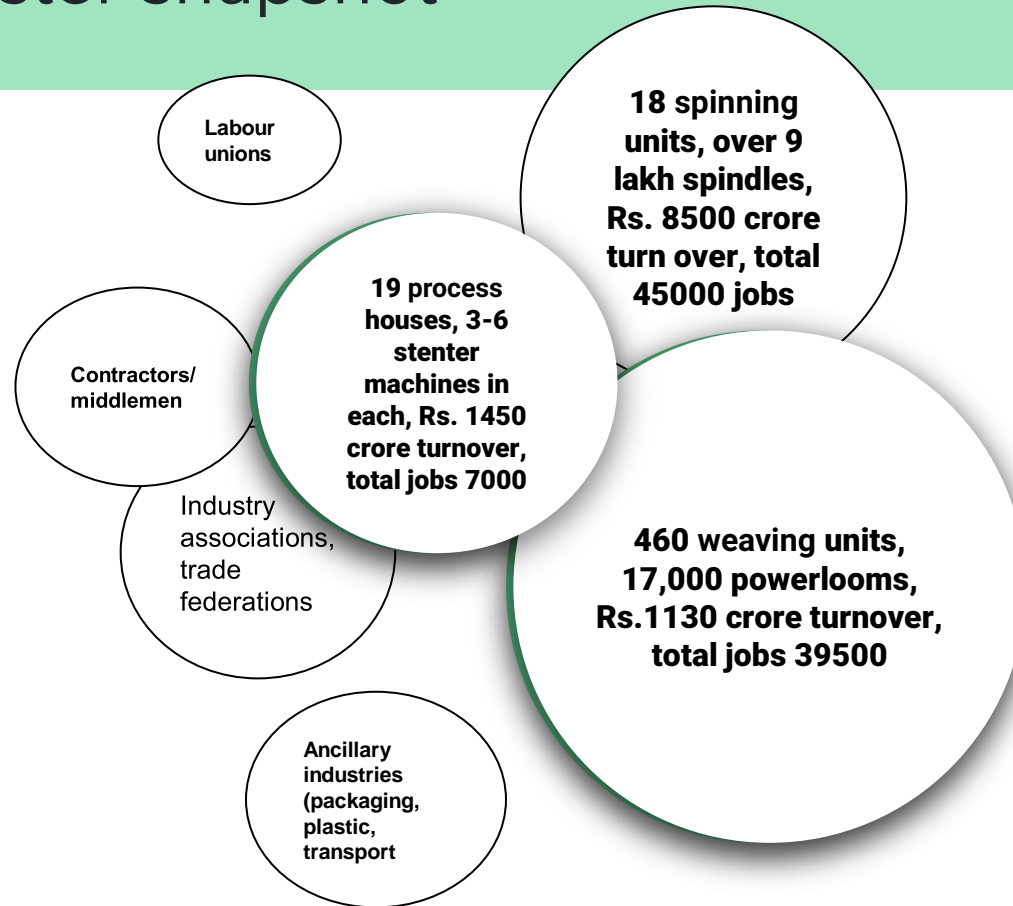 snapshot
Labour
unions
18 spinning
units, over 9
lakh spindles,
Rs. 8500 crore
turn over, total
45000 jobs
19 process
houses, 3-6
stenter
machines in
each, Rs. 1450
crore turnover,
total jobs 7000
Contractors/
middlemen
Industry
associations,
trade
federations
460 weaving units,
17,000 powerlooms,
Rs.1130 crore turnover,
total jobs 39500
Ancillary
industries
(packaging,
plastic,
transport